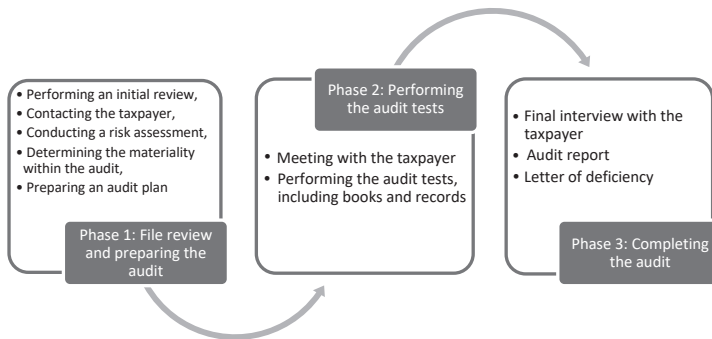 • Performing an initial review,
• Contacting the taxpayer,
• Conducting a risk assessment,
• Determining the materiality
within the audit,
• Preparing an audit plan
Phase 1: File review
and preparing the
audit
Phase 2: Performing
the audit tests
• Meeting with the taxpayer
• Performing the audit tests,
including books and records
• Final interview with the
taxpayer
• Audit report
• Letter of deficiency
Phase 3: Completing
the audit